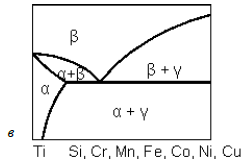 β
α+β
β + γ
α
α + γ
в
Ti Si, Cr, Mn, Fe, Co, Ni, Cu